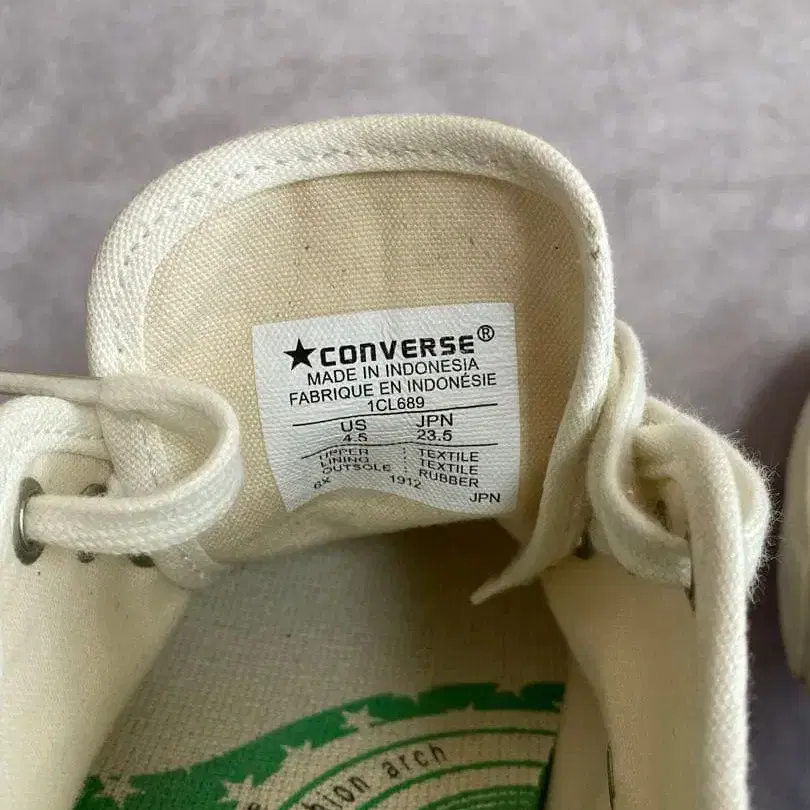 ★CONVERSE®
MADE IN INDONESIA
FABRIQUE EN INDONÉSIE
1CL689
US JPN
4.5 23.5
UPPER : TEXTILE
LINING : TEXTILE
OUTSOLE : RUBBER
6X 1912 JPN
hion arch